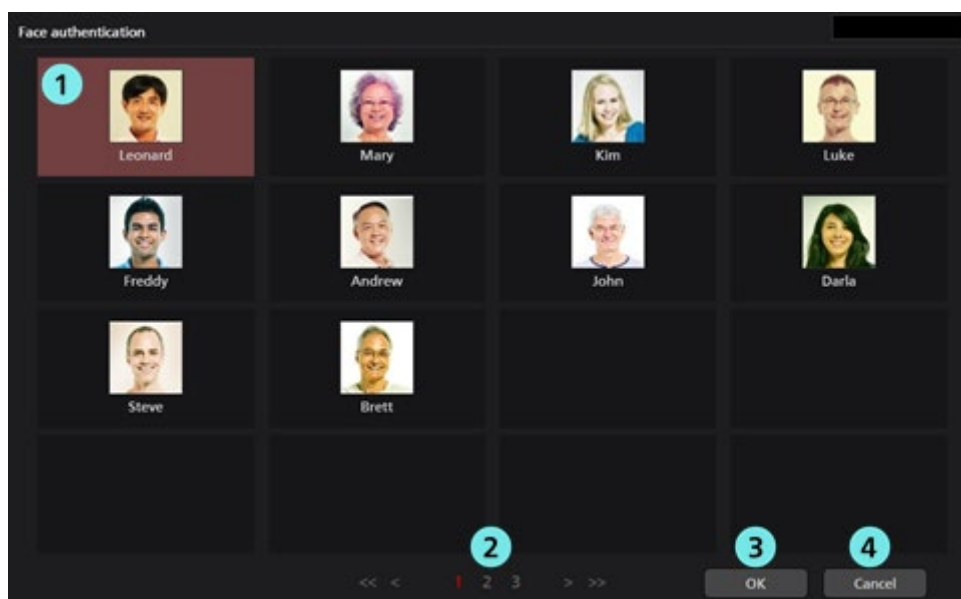 Face authentication
1
Leonard
Mary
Kim
Luke
Freddy
Andrew
John
Darla
Steve
Brett
2
3
4
<< < 1 2 3 > >>
OK
Cancel